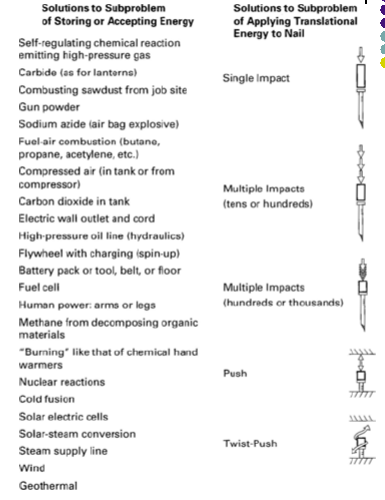 Solutions to Subproblem
of Storing or Accepting Energy
Self-regulating chemical reaction
emitting high-pressure gas
Carbide (as for lanterns)
Combusting sawdust from job site
Gun powder
Sodium azide (air bag explosive)
Fuel-air combustion (butane,
propane, acetylene, etc.)
Compressed air (in tank or from
compressor)
Carbon dioxide in tank
Electric wall outlet and cord
High-pressure oil line (hydraulics)
Flywheel with charging (spin-up)
Battery pack or tool, belt, or floor
Fuel cell
Human power: arms or legs
Methane from decomposing organic
materials
"Burning" like that of chemical hand
warmers
Nuclear reactions
Cold fusion
Solar electric cells
Solar-steam conversion
Steam supply line
Wind
Geothermal
Solutions to Subproblem
of Applying Translational
Energy to Nail
Single Impact
Multiple Impacts
(tens or hundreds)
Multiple Impacts
(hundreds or thousands)
Push
Twist-Push